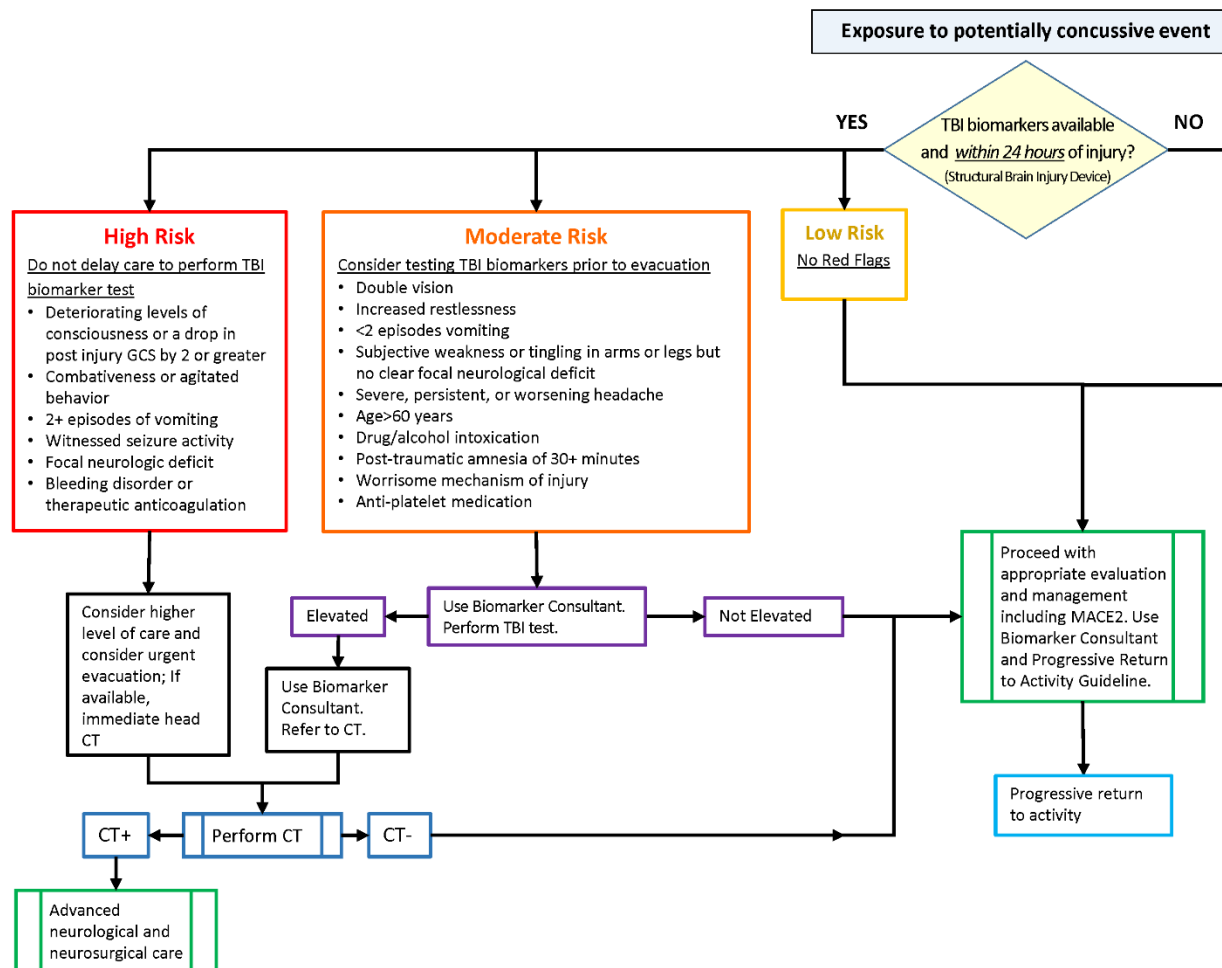 Exposure to potentially concussive event
YES
TBI biomarkers available
and within 24 hours of injury?
(Structural Brain Injury Device)
NO
High Risk
Do not delay care to perform TBI
biomarker test
• Deteriorating levels of
consciousness or a drop in
post injury GCS by 2 or greater
• Combativeness or agitated
behavior
• 2+ episodes of vomiting
• Witnessed seizure activity
• Focal neurologic deficit
• Bleeding disorder or
therapeutic anticoagulation
Moderate Risk
Consider testing TBI biomarkers prior to evacuation
• Double vision
• Increased restlessness
• <2 episodes vomiting
• Subjective weakness or tingling in arms or legs but
no clear focal neurological deficit
• Severe, persistent, or worsening headache
• Age>60 years
• Drug/alcohol intoxication
• Post-traumatic amnesia of 30+ minutes
• Worrisome mechanism of injury
• Anti-platelet medication
Low Risk
No Red Flags
Consider higher
level of care and
consider urgent
evacuation; If
available,
immediate head
CT
Elevated
Use Biomarker Consultant.
Perform TBI test.
Not Elevated
Use Biomarker
Consultant.
Refer to CT.
Proceed with
appropriate evaluation
and management
including MACE2. Use
Biomarker Consultant
and Progressive Return
to Activity Guideline.
Progressive return
to activity
CT+
Perform CT
CT-
Advanced
neurological and
neurosurgical care